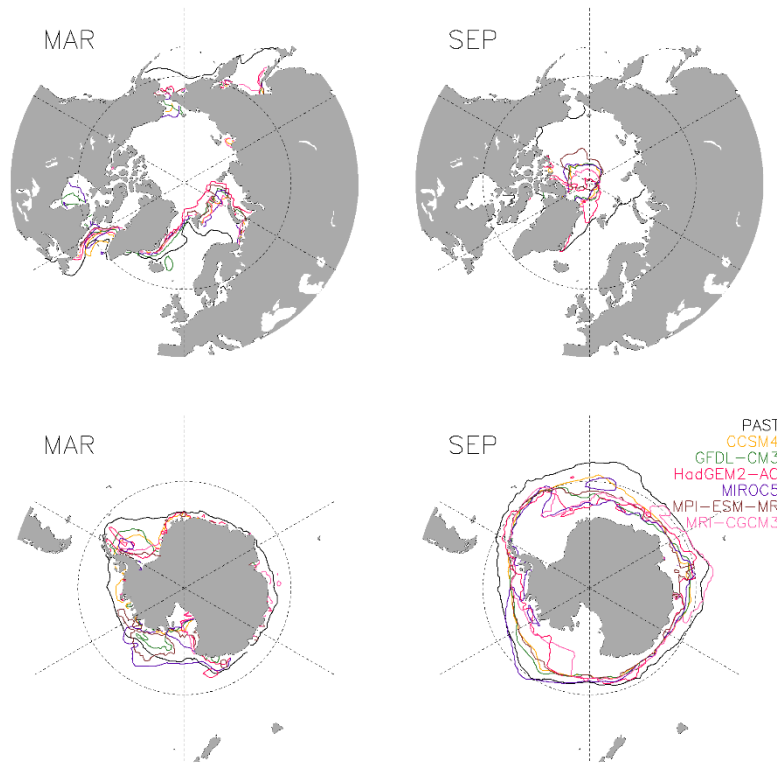 MAR
SEP
MAR
SEP
PAST
CCSM4
GFDL-CM3
HadGEM2-AO
MIROC5
MPI-ESM-MR
MRI-CGCM3